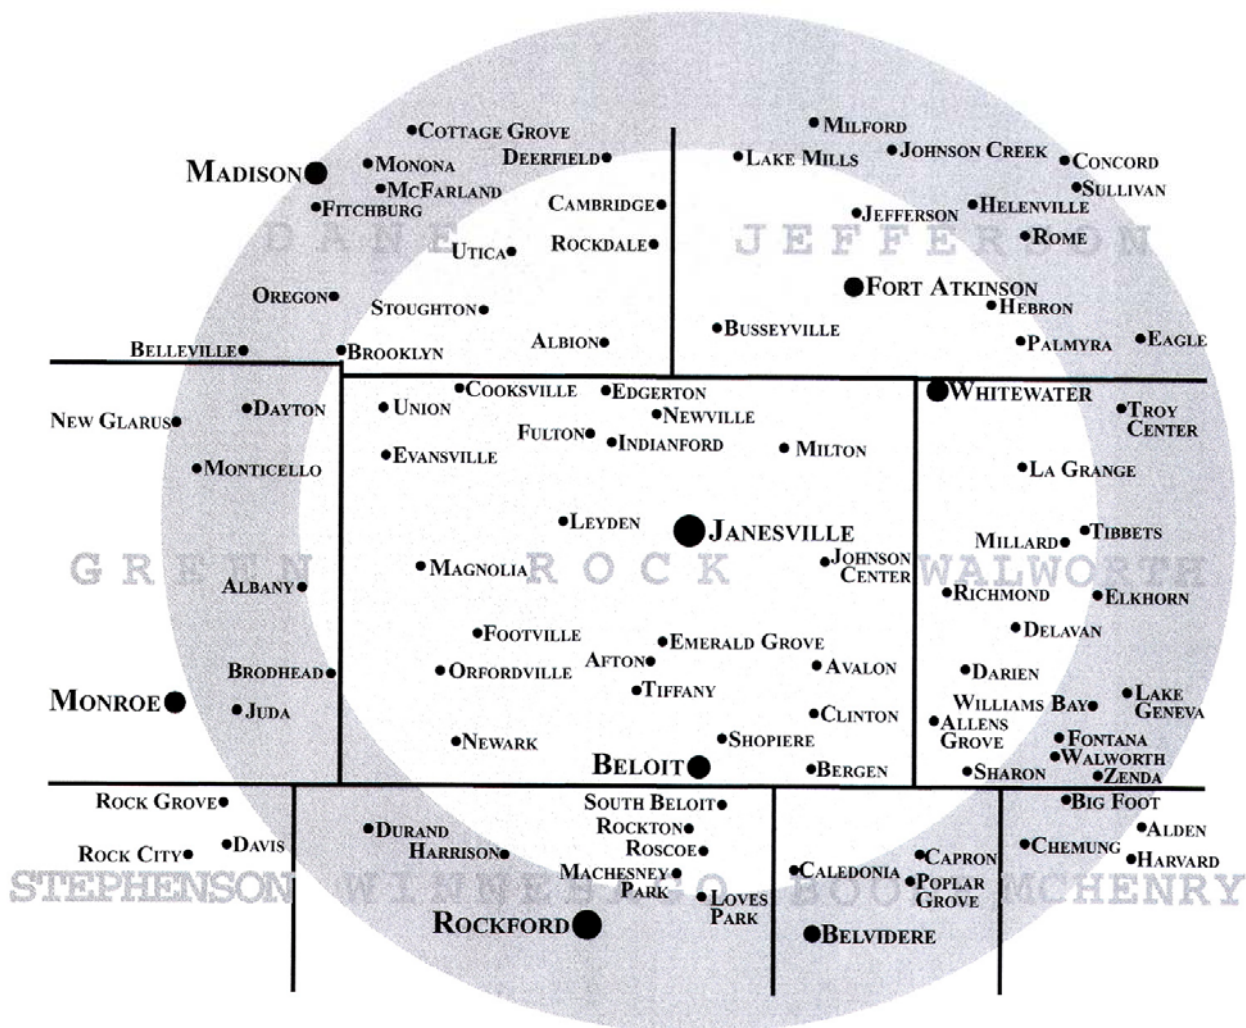 MILFORD
COTTAGE GROVE
JOHNSON CREEK
DEERFIELD
LAKE MILLS
CONCORD
MADISON
MONONA
MCFARLAND
SULLIVAN
FITCHBURG
CAMBRIDGE
JEFFERSON
HELENVILLE
DANE
JEFFERSON
ROME
UTICA
ROCKDALE
OREGON
FORT ATKINSON
STOUGHTON
HEBRON
BUSSEYVILLE
BELLEVILLE
BROOKLYN
ALBION
PALMYRA
EAGLE
COOKSVILLE
EDGERTON
WHITEWATER
NEW GLARUS
DAYTON
UNION
NEWVILLE
TROY
CENTER
FULTON
INDIANFORD
MILTON
MONTICELLO
EVANSVILLE
LA GRANGE
LEYDEN
JANESVILLE
MILLARD
TIBBETS
GREEN
ROCK
WALWORTH
MAGNOLIA
JOHNSON
CENTER
ALBANY
RICHMOND
ELKHORN
FOOTVILLE
EMERALD GROVE
DELAVAN
BRODHEAD
ORFORDVILLE
AFTON
AVALON
DARIEN
TIFFANY
MONROE
JUDA
CLINTON
WILLIAMS BAY
LAKE
GENEVA
ALLENS
GROVE
NEWARK
SHOPIERE
FONTANA
WALWORTH
BELOIT
BERGEN
SHARON
ZENDA
ROCK GROVE
SOUTH BELOIT
BIG FOOT
DURAND
ROCKTON
ALDEN
ROCK CITY
DAVIS
HARRISON
ROSCOE
CAPRON
CHEMUNG
HARVARD
MACHESNEY
PARK
CALEDONIA
POPLAR
GROVE
STEPHENSON
WINNEBAGO
BOO
MCHENRY
LOVES
PARK
ROCKFORD
BELVIDERE